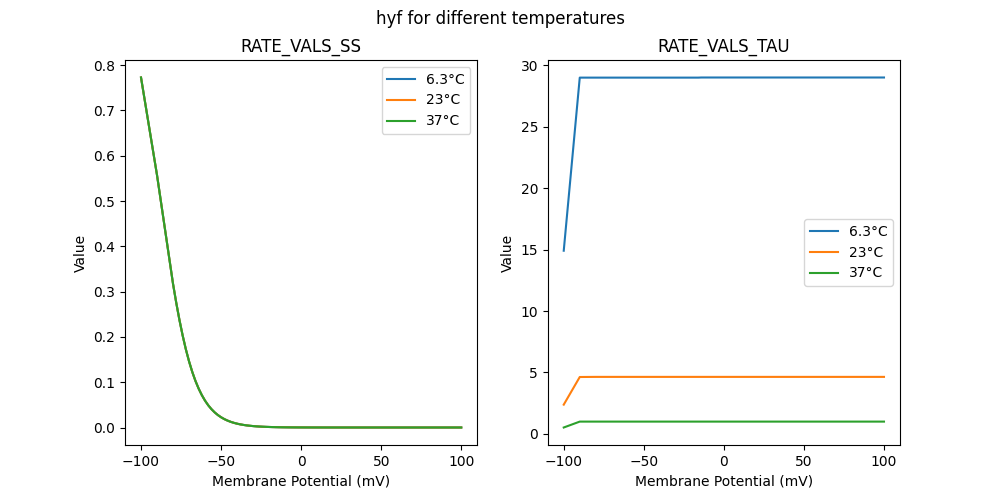 hyf for different temperatures
RATE_VALS_SS
0.8
0.7
0.6
0.5
0.4
0.3
0.2
0.1
0.0
Value
−100
−50
0
50
100
Membrane Potential (mV)
6.3°C
23°C
37°C
RATE_VALS_TAU
30
25
20
15
10
5
0
Value
−100
−50
0
50
100
Membrane Potential (mV)
6.3°C
23°C
37°C